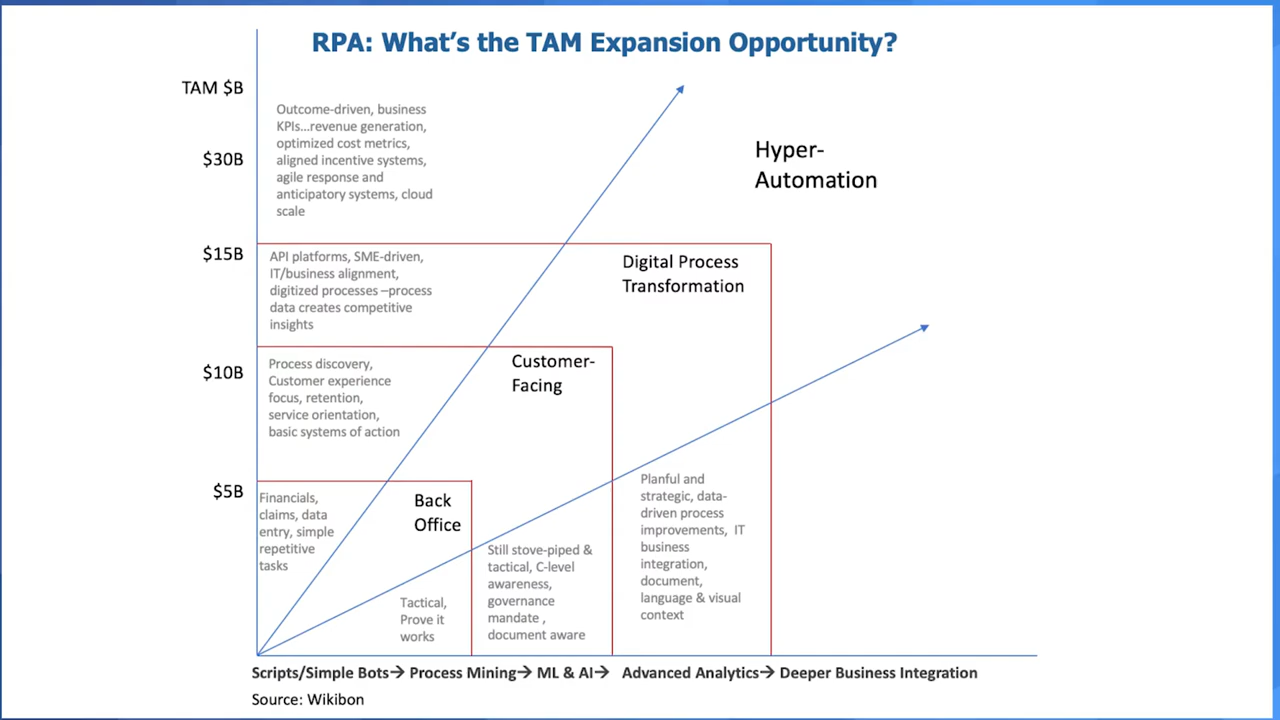 RPA: What's the TAM Expansion Opportunity?
TAM $B
Outcome-driven, business
KPIs...revenue generation,
optimized cost metrics,
aligned incentive systems,
agile response and
anticipatory systems, cloud
scale
Hyper-
Automation
$30B
$15B
API platforms, SME-driven,
IT/business alignment,
digitized processes –process
data creates competitive
insights
Digital Process
Transformation
$10B
Process discovery,
Customer experience
focus, retention,
service orientation,
basic systems of action
Customer-
Facing
$5B
Financials,
claims, data
entry, simple
repetitive
tasks
Back
Office
Tactical,
Prove it
works
Still stove-piped &
tactical, C-level
awareness,
governance
mandate ,
document aware
Planful and
strategic, data-
driven process
improvements, IT
business
integration,
document,
language & visual
context
Scripts/Simple Bots→ Process Mining→ ML & AI→ Advanced Analytics→ Deeper Business Integration
Source: Wikibon